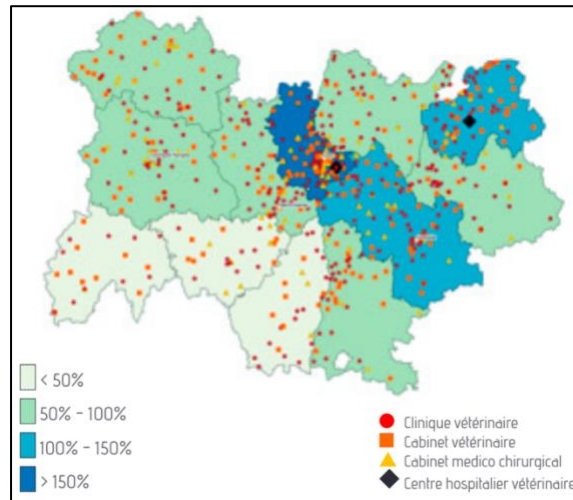 < 50%
50% - 100%
100% - 150%
> 150%
Clinique vétérinaire
Cabinet vétérinaire
Cabinet medico chirurgical
Centre hospitalier vétérinaire